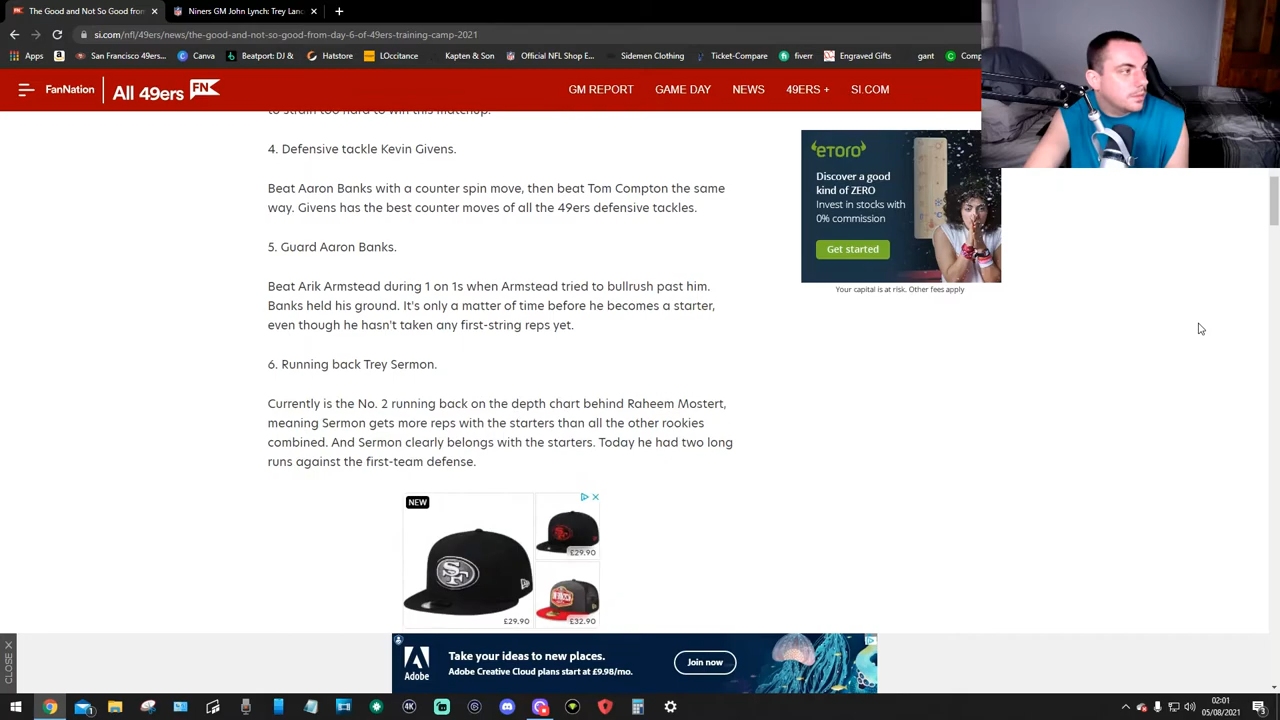 The Good and Not So Good from
Niners GM John Lynch: Trey Lanc
si.com/nfl/49ers/news/the-good-and-not-so-good-from-day-6-of-49ers-training-camp-2021
Apps San Francisco 49er Canva Beatport: DJ & Hatstore LOccitance Kapten & Son Official NFL Shop E... Sidemen Clothing Ticket-Compare fiverr Engraved Gifts gant
FanNation All 49ers FN GM REPORT GAME DAY NEWS 49ERS + SI.COM
to strain too hard to win this matchup.
4. Defensive tackle Kevin Givens.
Beat Aaron Banks with a counter spin move, then beat Tom Compton the same
way. Givens has the best counter moves of all the 49ers defensive tackles.
5. Guard Aaron Banks.
Beat Arik Armstead during 1 on 1s when Armstead tried to bullrush past him.
Banks held his ground. It's only a matter of time before he becomes a starter,
even though he hasn't taken any first-string reps yet.
6. Running back Trey Sermon.
Currently is the No. 2 running back on the depth chart behind Raheem Mostert,
meaning Sermon gets more reps with the starters than all the other rookies
combined. And Sermon clearly belongs with the starters. Today he had two long
runs against the first-team defense.
eToro
Discover a good
kind of ZERO
Invest in stocks with
0% commission
Get started
Your capital is at risk. Other fees apply
NEW
SF
£29.90
£29.90
£32.90
CLOSE X
Adobe
Take your ideas to new places.
Adobe Creative Cloud plans start at £9.98/mo.
Join now
02:01
05/08/2021